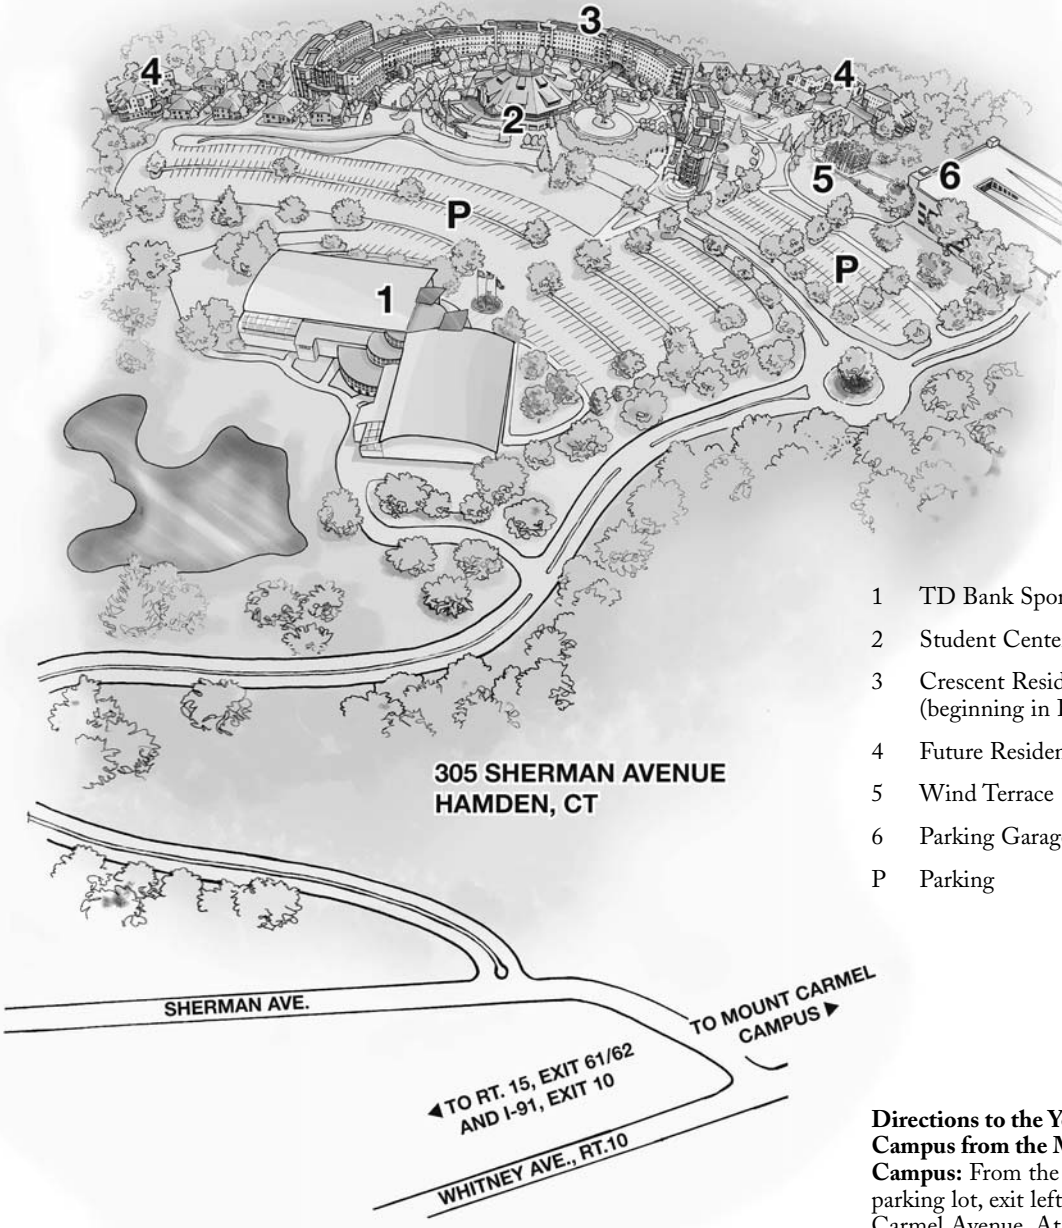 3
4
4
2
5
6
P
P
1
1 TD Bank Spor
2 Student Cente
3 Crescent Resid
(beginning in
4 Future Residen
5 Wind Terrace
6 Parking Garag
P Parking
305 SHERMAN AVENUE
HAMDEN, CT
SHERMAN AVE.
TO MOUNT CARMEL
CAMPUS ▶
◀ TO RT. 15, EXIT 61/62
AND I-91, EXIT 10
WHITNEY AVE., RT.10
Directions to the Y
Campus from the M
Campus: From the
parking lot, exit left
Carmel Avenue. At